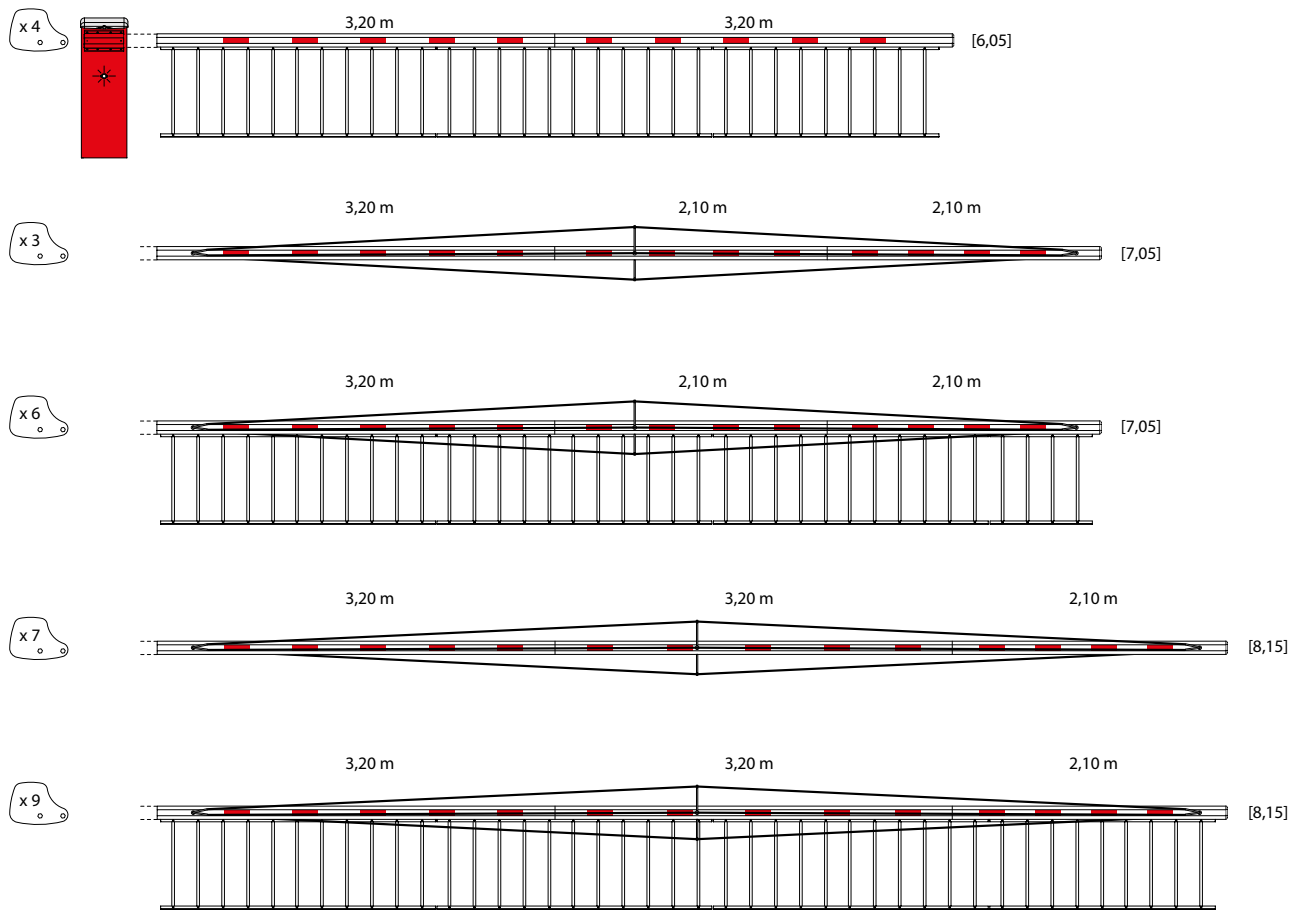 x 4
3,20 m 3,20 m
[6,05]
x 3
3,20 m 2,10 m 2,10 m
[7,05]
x 6
3,20 m 2,10 m 2,10 m
[7,05]
x 7
3,20 m 3,20 m 2,10 m
[8,15]
x 9
3,20 m 3,20 m 2,10 m
[8,15]